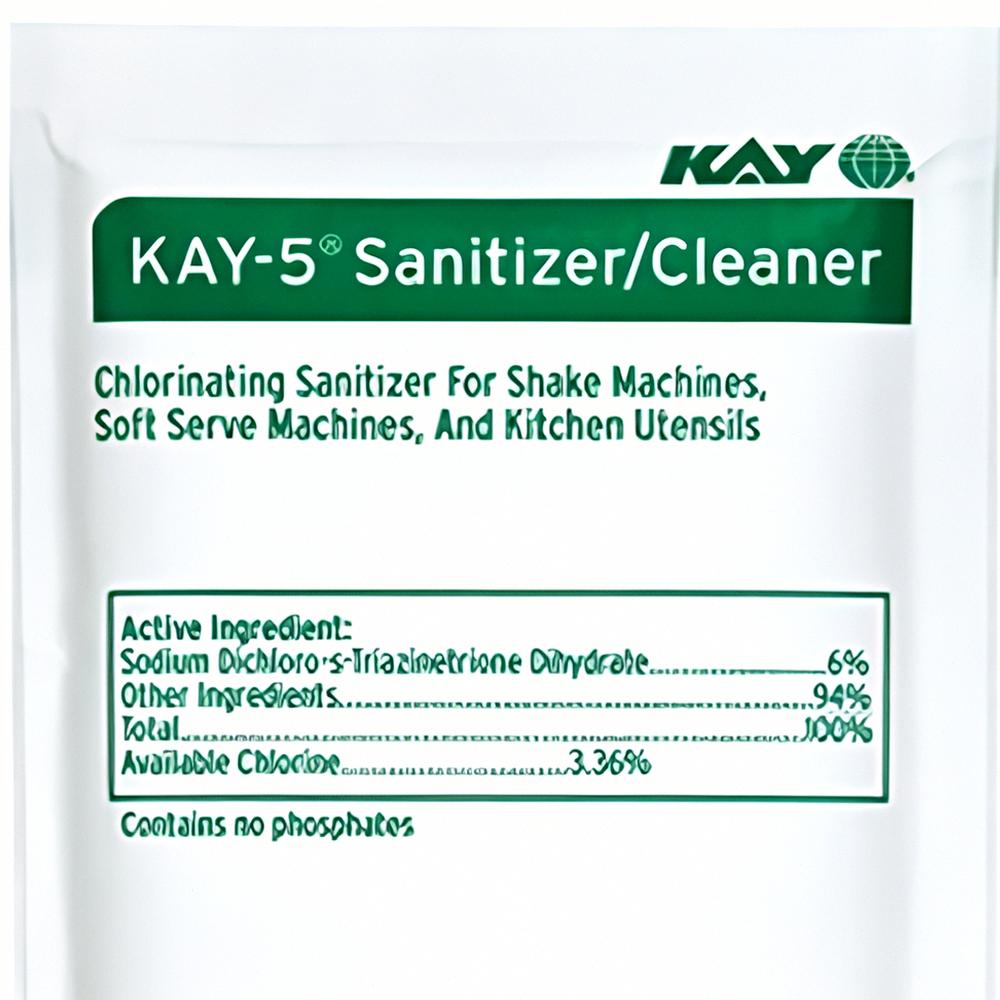 KAY
KAY-5® Sanitizer/Cleaner
Chlorinating Sanitizer For Shake Machines,
Soft Serve Machines, And Kitchen Utensils
Active Ingredient:
Sodium Dichloro-s-Triazinetrione Dihydrate..............6%
Other Ingredients..............94%
Total..............100%
Available Chlorine..............3.36%
Contains no phosphates